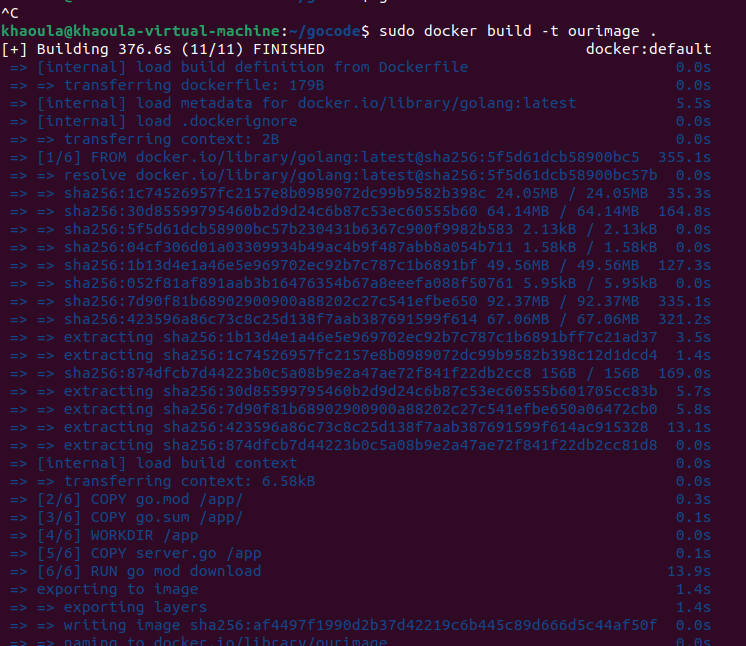 ^C
khaoula@khaoula-virtual-machine:~/gocode$ sudo docker build -t ourimage .
[+] Building 376.6s (11/11) FINISHED docker:default
=> [internal] load build definition from Dockerfile 0.0s
=> => transferring dockerfile: 179B 0.0s
=> [internal] load metadata for docker.io/library/golang:latest 5.5s
=> [internal] load .dockerignore 0.0s
=> => transferring context: 2B 0.0s
=> [1/6] FROM docker.io/library/golang:latest@sha256:5f5d61dcb58900bc5 355.1s
=> => resolve docker.io/library/golang:latest@sha256:5f5d61dcb58900bc57b 0.0s
=> => sha256:1c74526957fc2157e8b0989072dc99b9582b398c 24.05MB / 24.05MB 35.3s
=> => sha256:30d85599795460b2d9d24c6b87c53ec60555b60 64.14MB / 64.14MB 164.8s
=> => sha256:5f5d61dcb58900bc57b230431b6367c900f9982b583 2.13kB / 2.13kB 0.0s
=> => sha256:04cf306d01a03309934b49ac4b9f487abb8a054b711 1.58kB / 1.58kB 0.0s
=> => sha256:1b13d4e1a46e5e969702ec92b7c787c1b6891bf 49.56MB / 49.56MB 127.3s
=> => sha256:052f81af891aab3b16476354b67a8eeefa088f50761 5.95kB / 5.95kB 0.0s
=> => sha256:7d90f81b68902900900a88202c27c541efbe650 92.37MB / 92.37MB 335.1s
=> => sha256:423596a86c73c8c25d138f7aab387691599f614 67.06MB / 67.06MB 321.2s
=> => extracting sha256:1b13d4e1a46e5e969702ec92b7c787c1b6891bff7c21ad37 3.5s
=> => extracting sha256:1c74526957fc2157e8b0989072dc99b9582b398c12d1dcd4 1.4s
=> => sha256:874dfcb7d44223b0c5a08b9e2a47ae72f841f22db2cc8 156B / 156B 169.0s
=> => extracting sha256:30d85599795460b2d9d24c6b87c53ec60555b601705cc83b 5.7s
=> => extracting sha256:7d90f81b68902900900a88202c27c541efbe650a06472cb0 5.8s
=> => extracting sha256:423596a86c73c8c25d138f7aab387691599f614ac915328 13.1s
=> => extracting sha256:874dfcb7d44223b0c5a08b9e2a47ae72f841f22db2cc81d8 0.0s
=> [internal] load build context 0.0s
=> => transferring context: 6.58kB 0.0s
=> [2/6] COPY go.mod /app/ 0.3s
=> [3/6] COPY go.sum /app/ 0.1s
=> [4/6] WORKDIR /app 0.0s
=> [5/6] COPY server.go /app 0.1s
=> [6/6] RUN go mod download 13.9s
=> exporting to image 1.4s
=> => exporting layers 1.4s
=> => writing image sha256:af4497f1990d2b37d42219c6b445c89d666d5c44af50f 0.0s
=> => naming to docker.io/library/ourimage 0.0s